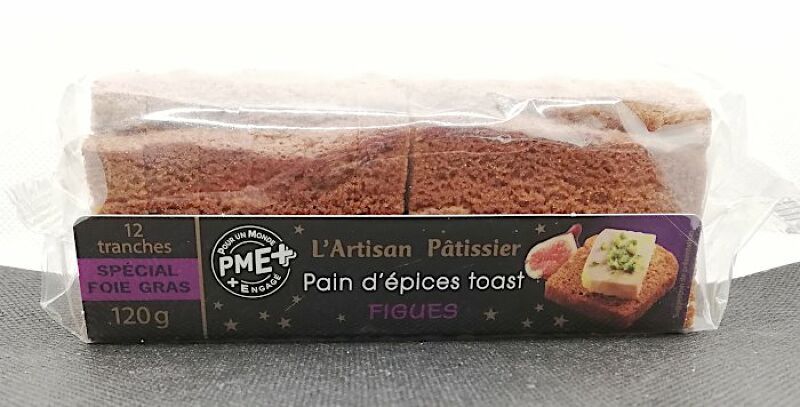 12
tranches
SPÉCIAL
FOIE GRAS
120g
POUR UN MONDE
PME+
+ ENGAGÉ
L'Artisan Pâtissier
Pain d'épices toast
FIGUES